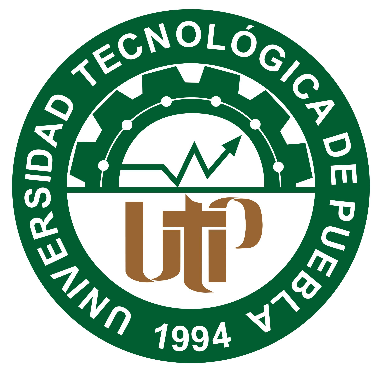 UNIVERSIDAD TECNOLÓGICA DE PUEBLA
UTP
1994